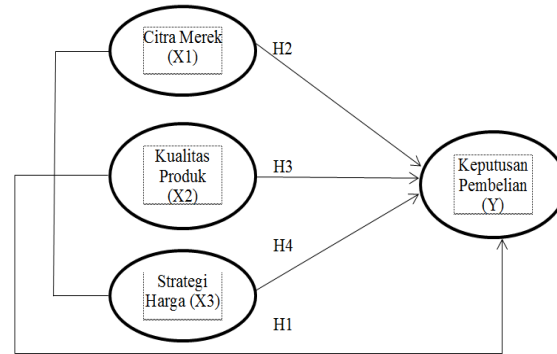 Citra Merek
(X1)
H2
Kualitas
Produk
(X2)
H3
Keputusan
Pembelian
(Y)
H4
Strategi
Harga (X3)
H1